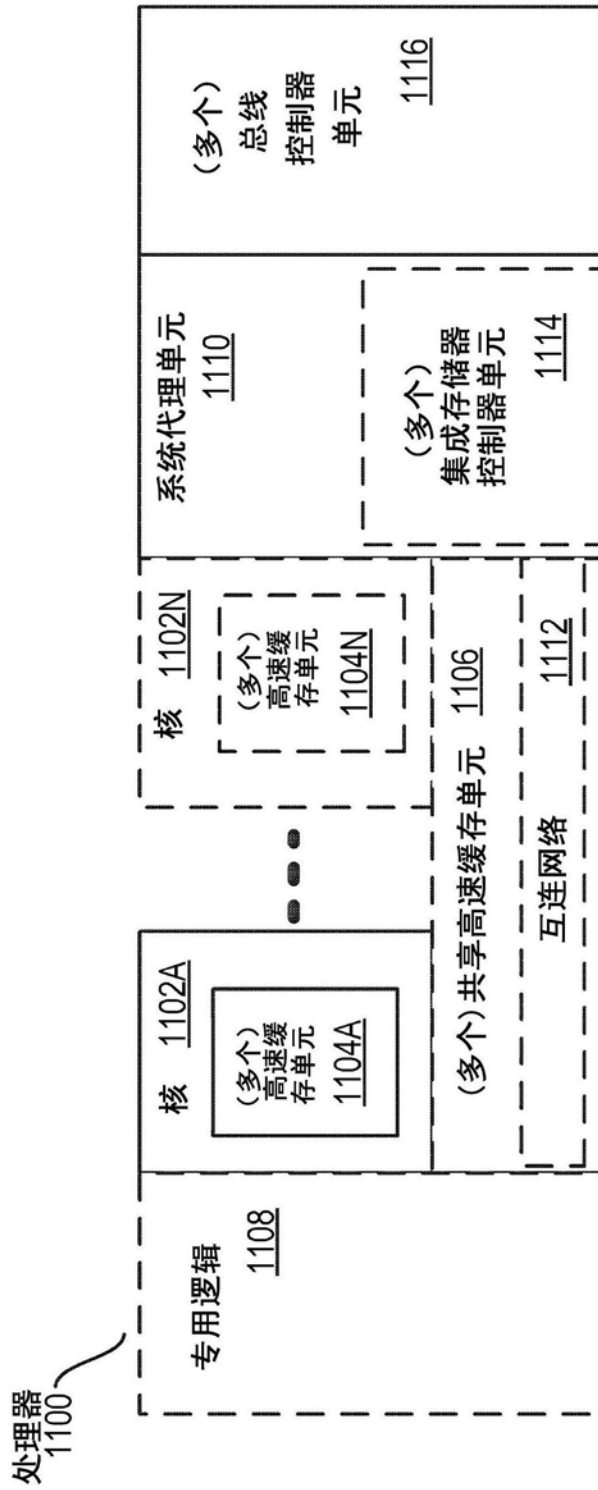 处理器
1100
专用逻辑
1108
核 1102A
(多个)
高速缓
存单元
1104A
核 1102N
(多个)
高速缓
存单元
1104N
(多个)共享高速缓存单元 1106
互连网络 1112
系统代理单元
1110
(多个)
集成存储器
控制器单元
1114
(多个)
总线
控制器
单元
1116